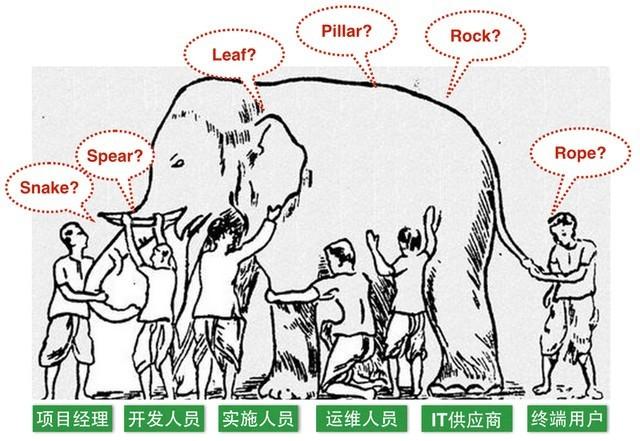 Pillar?
Rock?
Leaf?
Spear?
Rope?
Snake?
项目经理
开发人员
实施人员
运维人员
IT供应商
终端用户